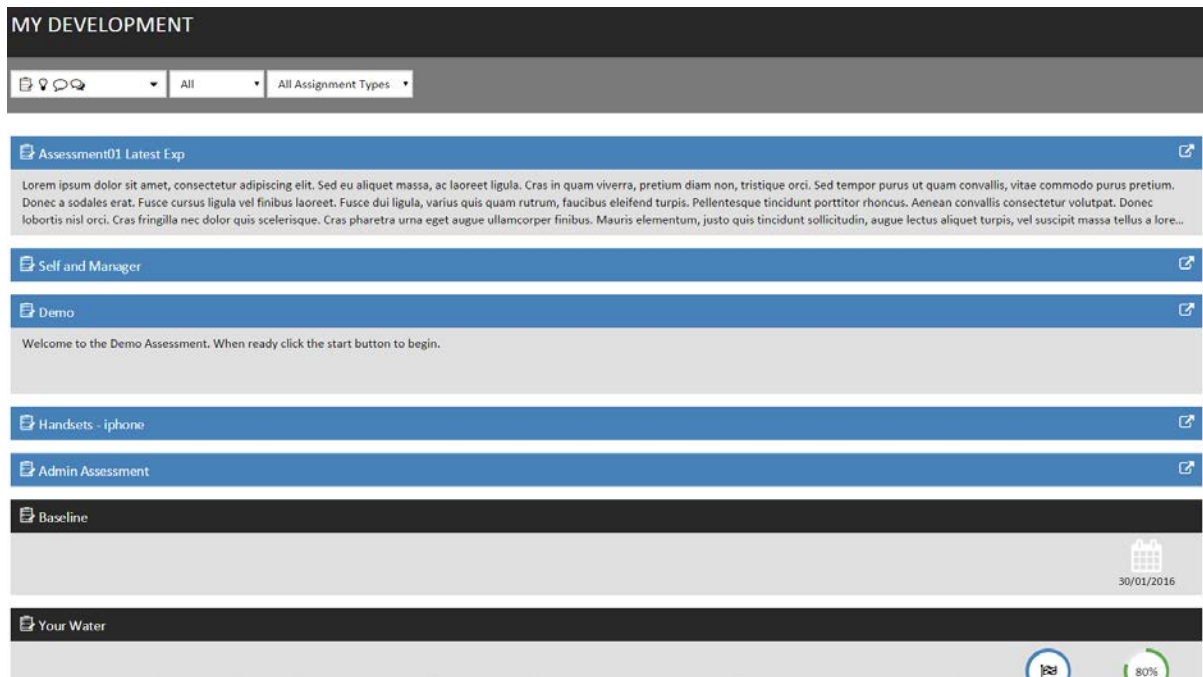 MY DEVELOPMENT
All
All Assignment Types
Assessment01 Latest Exp
Lorem ipsum dolor sit amet, consectetur adipiscing elit. Sed eu aliquet massa, ac laoreet ligula. Cras in quam viverra, pretium diam non, tristique orci. Sed tempor purus ut quam convallis, vitae commodo purus pretium.
Donec a sodales erat. Fusce cursus ligula vel finibus laoreet. Fusce dui ligula, varius quis quam rutrum, faucibus eleifend turpis. Pellentesque tincidunt porttitor rhoncus. Aenean convallis consectetur volutpat. Donec
lobortis nisl orci. Cras fringilla nec dolor quis scelerisque. Cras pharetra urna eget augue ullamcorper finibus. Mauris elementum, justo quis tincidunt sollicitudin, augue lectus aliquet turpis, vel suscipit massa tellus a lore...
Self and Manager
Demo
Welcome to the Demo Assessment. When ready click the start button to begin.
Handsets - iphone
Admin Assessment
Baseline
30/01/2016
Your Water
80%